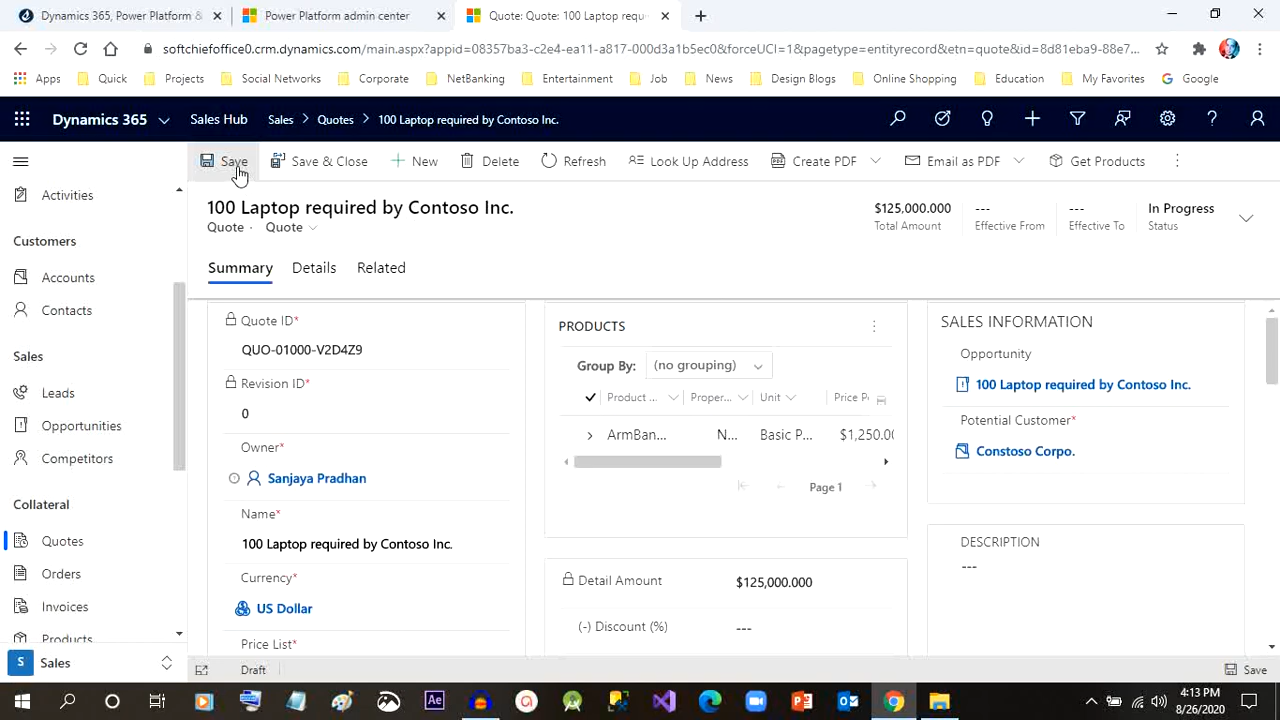 Dynamics 365, Power Platform &
Power Platform admin center
Quote: Quote: 100 Laptop requ
softchiefoffice0.crm.dynamics.com/main.aspx?appid=08357ba3-c2e4-ea11-a817-000d3a1b5ec0&forceUCI=1&pagetype=entityrecord&etn=quote&id=8d81eba9-88e7...
Apps Quick Projects Social Networks Corporate NetBanking Entertainment Job News Design Blogs Online Shopping Education My Favorites Google
Dynamics 365 Sales Hub Sales > Quotes > 100 Laptop required by Contoso Inc.
Save Save & Close New Delete Refresh Look Up Address Create PDF Email as PDF Get Products
Activities
Customers
Accounts
Contacts
Sales
Leads
Opportunities
Competitors
Collateral
Quotes
Orders
Invoices
Products
S Sales
100 Laptop required by Contoso Inc.
Quote · Quote
$125,000.000
Total Amount
---
Effective From
---
Effective To
In Progress
Status
Summary Details Related
Quote ID*
QUO-01000-V2D4Z9
Revision ID*
0
Owner*
Sanjaya Pradhan
Name*
100 Laptop required by Contoso Inc.
Currency*
US Dollar
Price List*
PRODUCTS
Group By: (no grouping)
Product ... Proper... Unit Price P
ArmBan... N... Basic P... $1,250.00
Page 1
Detail Amount $125,000.000
(-) Discount (%) ---
SALES INFORMATION
Opportunity
100 Laptop required by Contoso Inc.
Potential Customer*
Constoso Corpo.
DESCRIPTION
---
Draft
Save
Ae
4:13 PM
8/26/2020